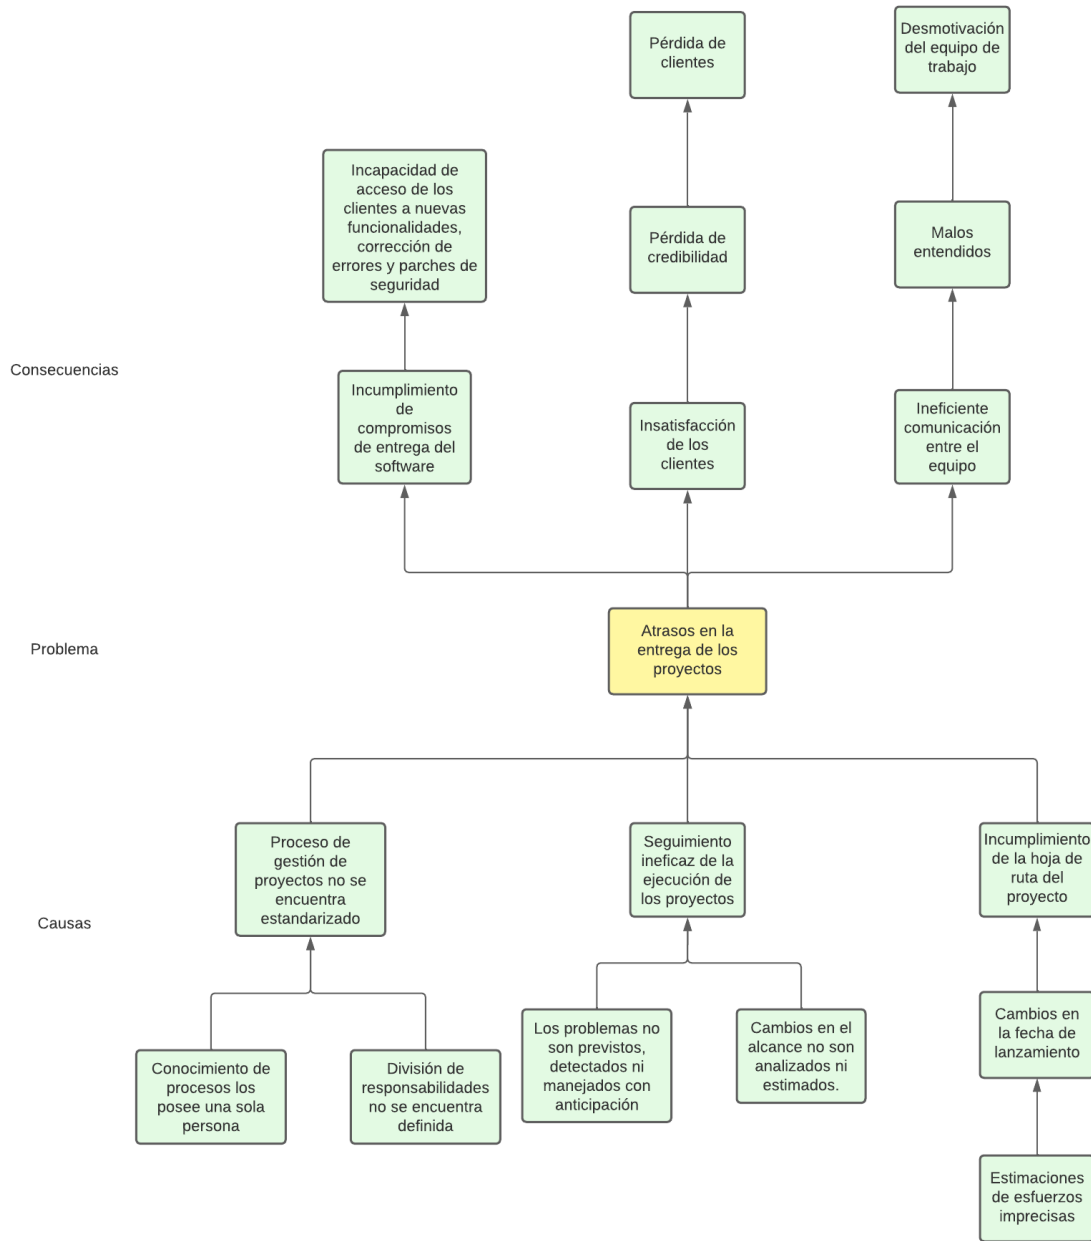 Pérdida de
clientes
Desmotivación
del equipo de
trabajo
Incapacidad de
acceso de los
clientes a nuevas
funcionalidades,
corrección de
errores y parches de
seguridad
Pérdida de
credibilidad
Malos
entendidos
Consecuencias
Incumplimiento
de
compromisos
de entrega del
software
Insatisfacción
de los
clientes
Ineficiente
comunicación
entre el
equipo
Problema
Atrasos en la
entrega de los
proyectos
Causas
Proceso de
gestión de
proyectos no se
encuentra
estandarizado
Seguimiento
ineficaz de la
ejecución de
los proyectos
Incumplimiento
de la hoja de
ruta del
proyecto
Conocimiento de
procesos los
posee una sola
persona
División de
responsabilidades
no se encuentra
definida
Los problemas no
son previstos,
detectados ni
manejados con
anticipación
Cambios en el
alcance no son
analizados ni
estimados.
Cambios en
la fecha de
lanzamiento
Estimaciones
de esfuerzos
imprecisas